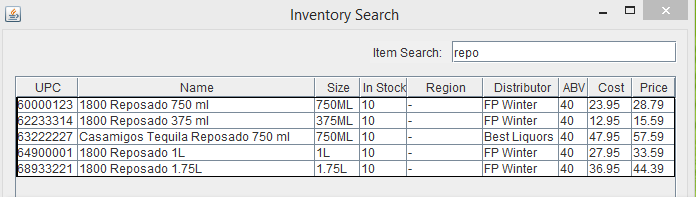 Inventory Search
Item Search: repo
UPC Name Size In Stock Region Distributor ABV Cost Price
60000123 1800 Reposado 750 ml 750ML 10 - FP Winter 40 23.95 28.79
62233314 1800 Reposado 375 ml 375ML 10 - FP Winter 40 12.95 15.59
63222227 Casamigos Tequila Reposado 750 ml 750ML 10 - Best Liquors 40 47.95 57.59
64900001 1800 Reposado 1L 1L 10 - FP Winter 40 27.95 33.59
68933221 1800 Reposado 1.75L 1.75L 10 - FP Winter 40 36.95 44.39